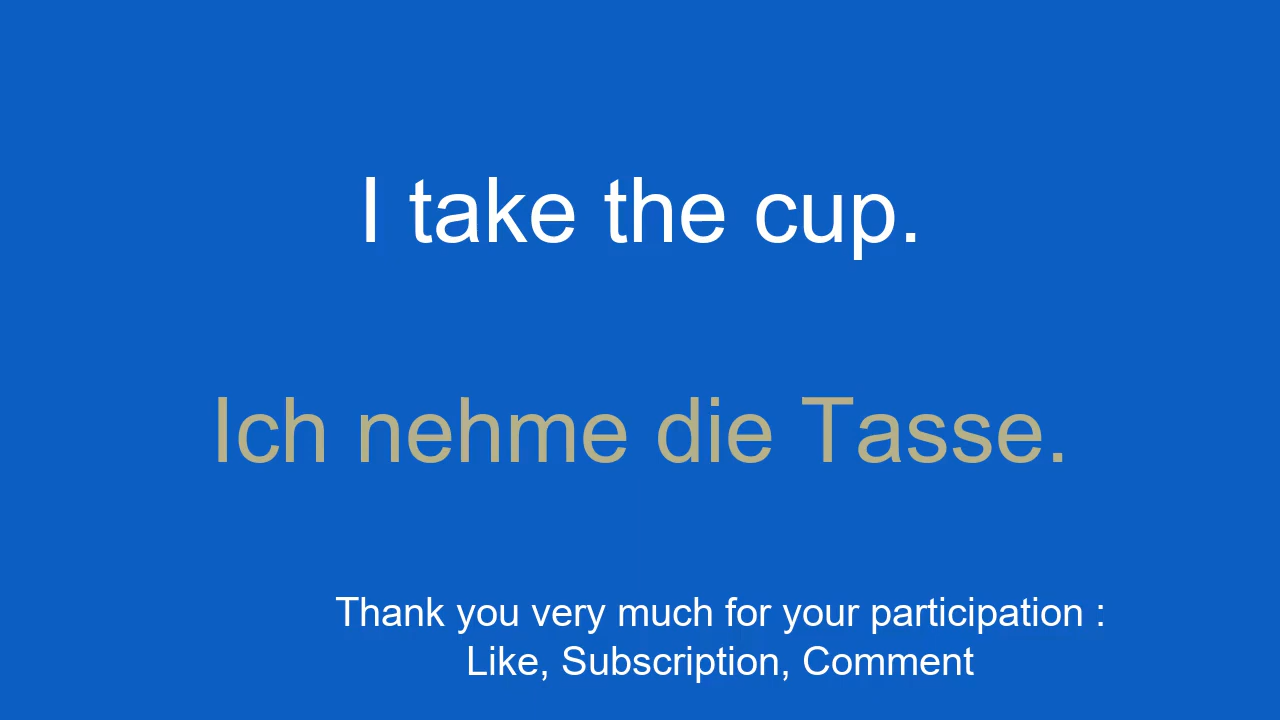 I take the cup.
Ich nehme die Tasse.
Thank you very much for your participation :
Like, Subscription, Comment